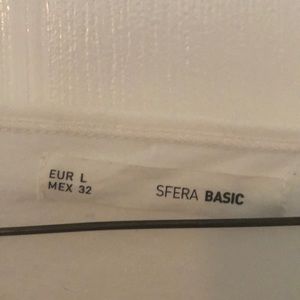 EUR L
MEX 32
SFERA BASIC